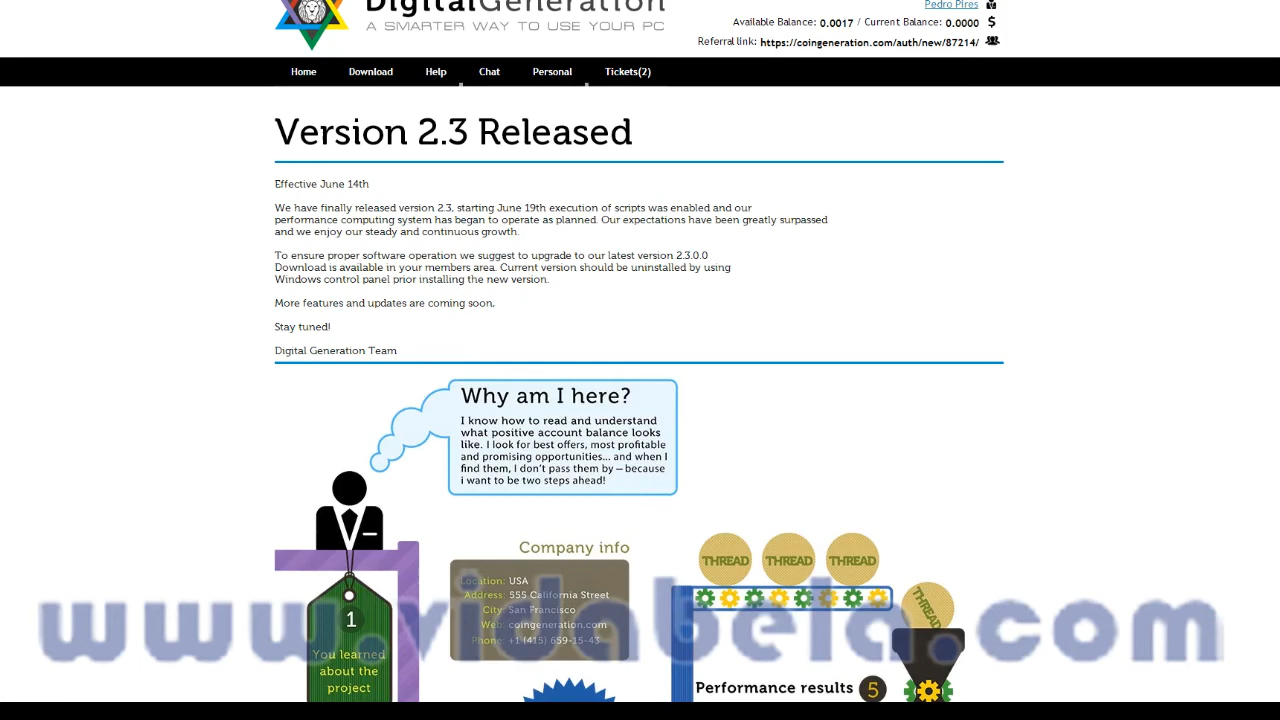 DigitalGeneration
A SMARTER WAY TO USE YOUR PC
Pedro Pires
Available Balance: 0.0017 / Current Balance: 0.0000 $
Referral link: https://coingeneration.com/auth/new/87214/
Home Download Help Chat Personal Tickets(2)
Version 2.3 Released
Effective June 14th
We have finally released version 2.3, starting June 19th execution of scripts was enabled and our
performance computing system has began to operate as planned. Our expectations have been greatly surpassed
and we enjoy our steady and continuous growth.
To ensure proper software operation we suggest to upgrade to our latest version 2.3.0.0
Download is available in your members area. Current version should be uninstalled by using
Windows control panel prior installing the new version.
More features and updates are coming soon,
Stay tuned!
Digital Generation Team
Why am I here?
I know how to read and understand
what positive account balance looks
like. I look for best offers, most profitable
and promising opportunities... and when I
find them, I don't pass them by – because
i want to be two steps ahead!
Company info
Location: USA
Address: 555 California Street
City: San Francisco
Web: coingeneration.com
Phone: +1 (415) 659-15-43
THREAD THREAD THREAD
THREAD
1
You learned
about the
project
Performance results 5
www.vidabela.com